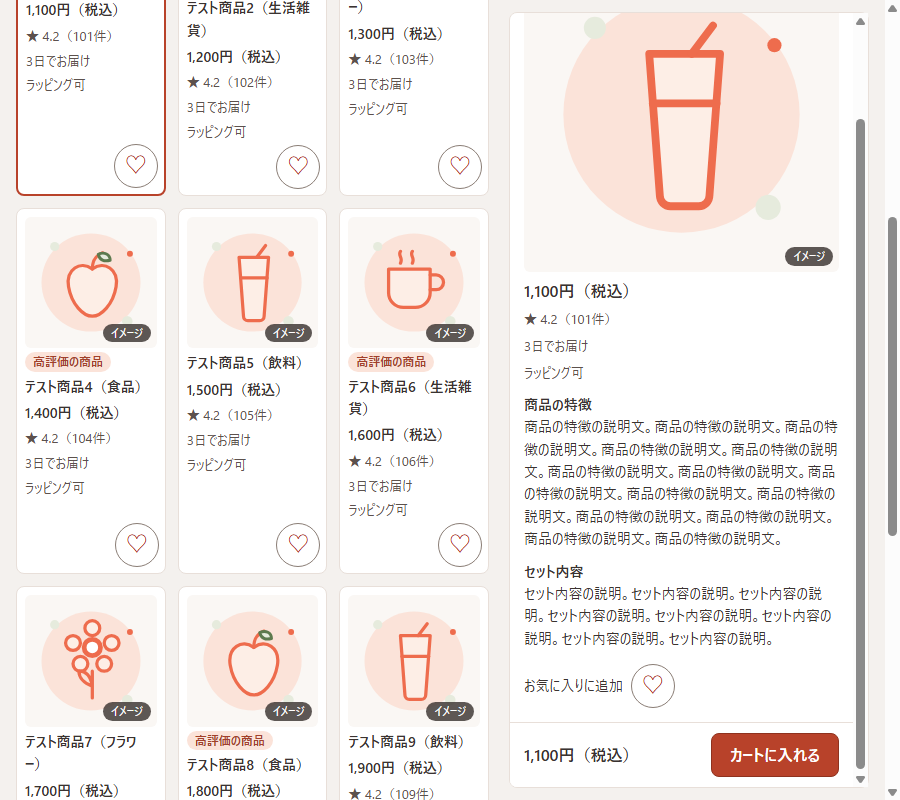 1,100円（税込）
★ 4.2（101件）
3日でお届け
ラッピング可
♡
テスト商品2（生活雑
貨）
1,200円（税込）
★ 4.2（102件）
3日でお届け
ラッピング可
♡
ー）
1,300円（税込）
★ 4.2（103件）
3日でお届け
ラッピング可
♡
イメージ
高評価の商品
テスト商品4（食品）
1,400円（税込）
★ 4.2（104件）
3日でお届け
ラッピング可
♡
イメージ
テスト商品5（飲料）
1,500円（税込）
★ 4.2（105件）
3日でお届け
ラッピング可
♡
イメージ
高評価の商品
テスト商品6（生活雑
貨）
1,600円（税込）
★ 4.2（106件）
3日でお届け
ラッピング可
♡
イメージ
テスト商品7（フラワ
ー）
1,700円（税込）
イメージ
高評価の商品
テスト商品8（食品）
1,800円（税込）
イメージ
テスト商品9（飲料）
1,900円（税込）
★ 4.2（109件）
イメージ
1,100円（税込）
★ 4.2（101件）
3日でお届け
ラッピング可
商品の特徴
商品の特徴の説明文。商品の特徴の説明文。商品の特
徴の説明文。商品の特徴の説明文。商品の特徴の説明
文。商品の特徴の説明文。商品の特徴の説明文。商品
の特徴の説明文。商品の特徴の説明文。商品の特徴の
説明文。商品の特徴の説明文。商品の特徴の説明文。
商品の特徴の説明文。商品の特徴の説明文。
セット内容
セット内容の説明。セット内容の説明。セット内容の説
明。セット内容の説明。セット内容の説明。セット内容の
説明。セット内容の説明。セット内容の説明。
お気に入りに追加 ♡
1,100円（税込）
カートに入れる